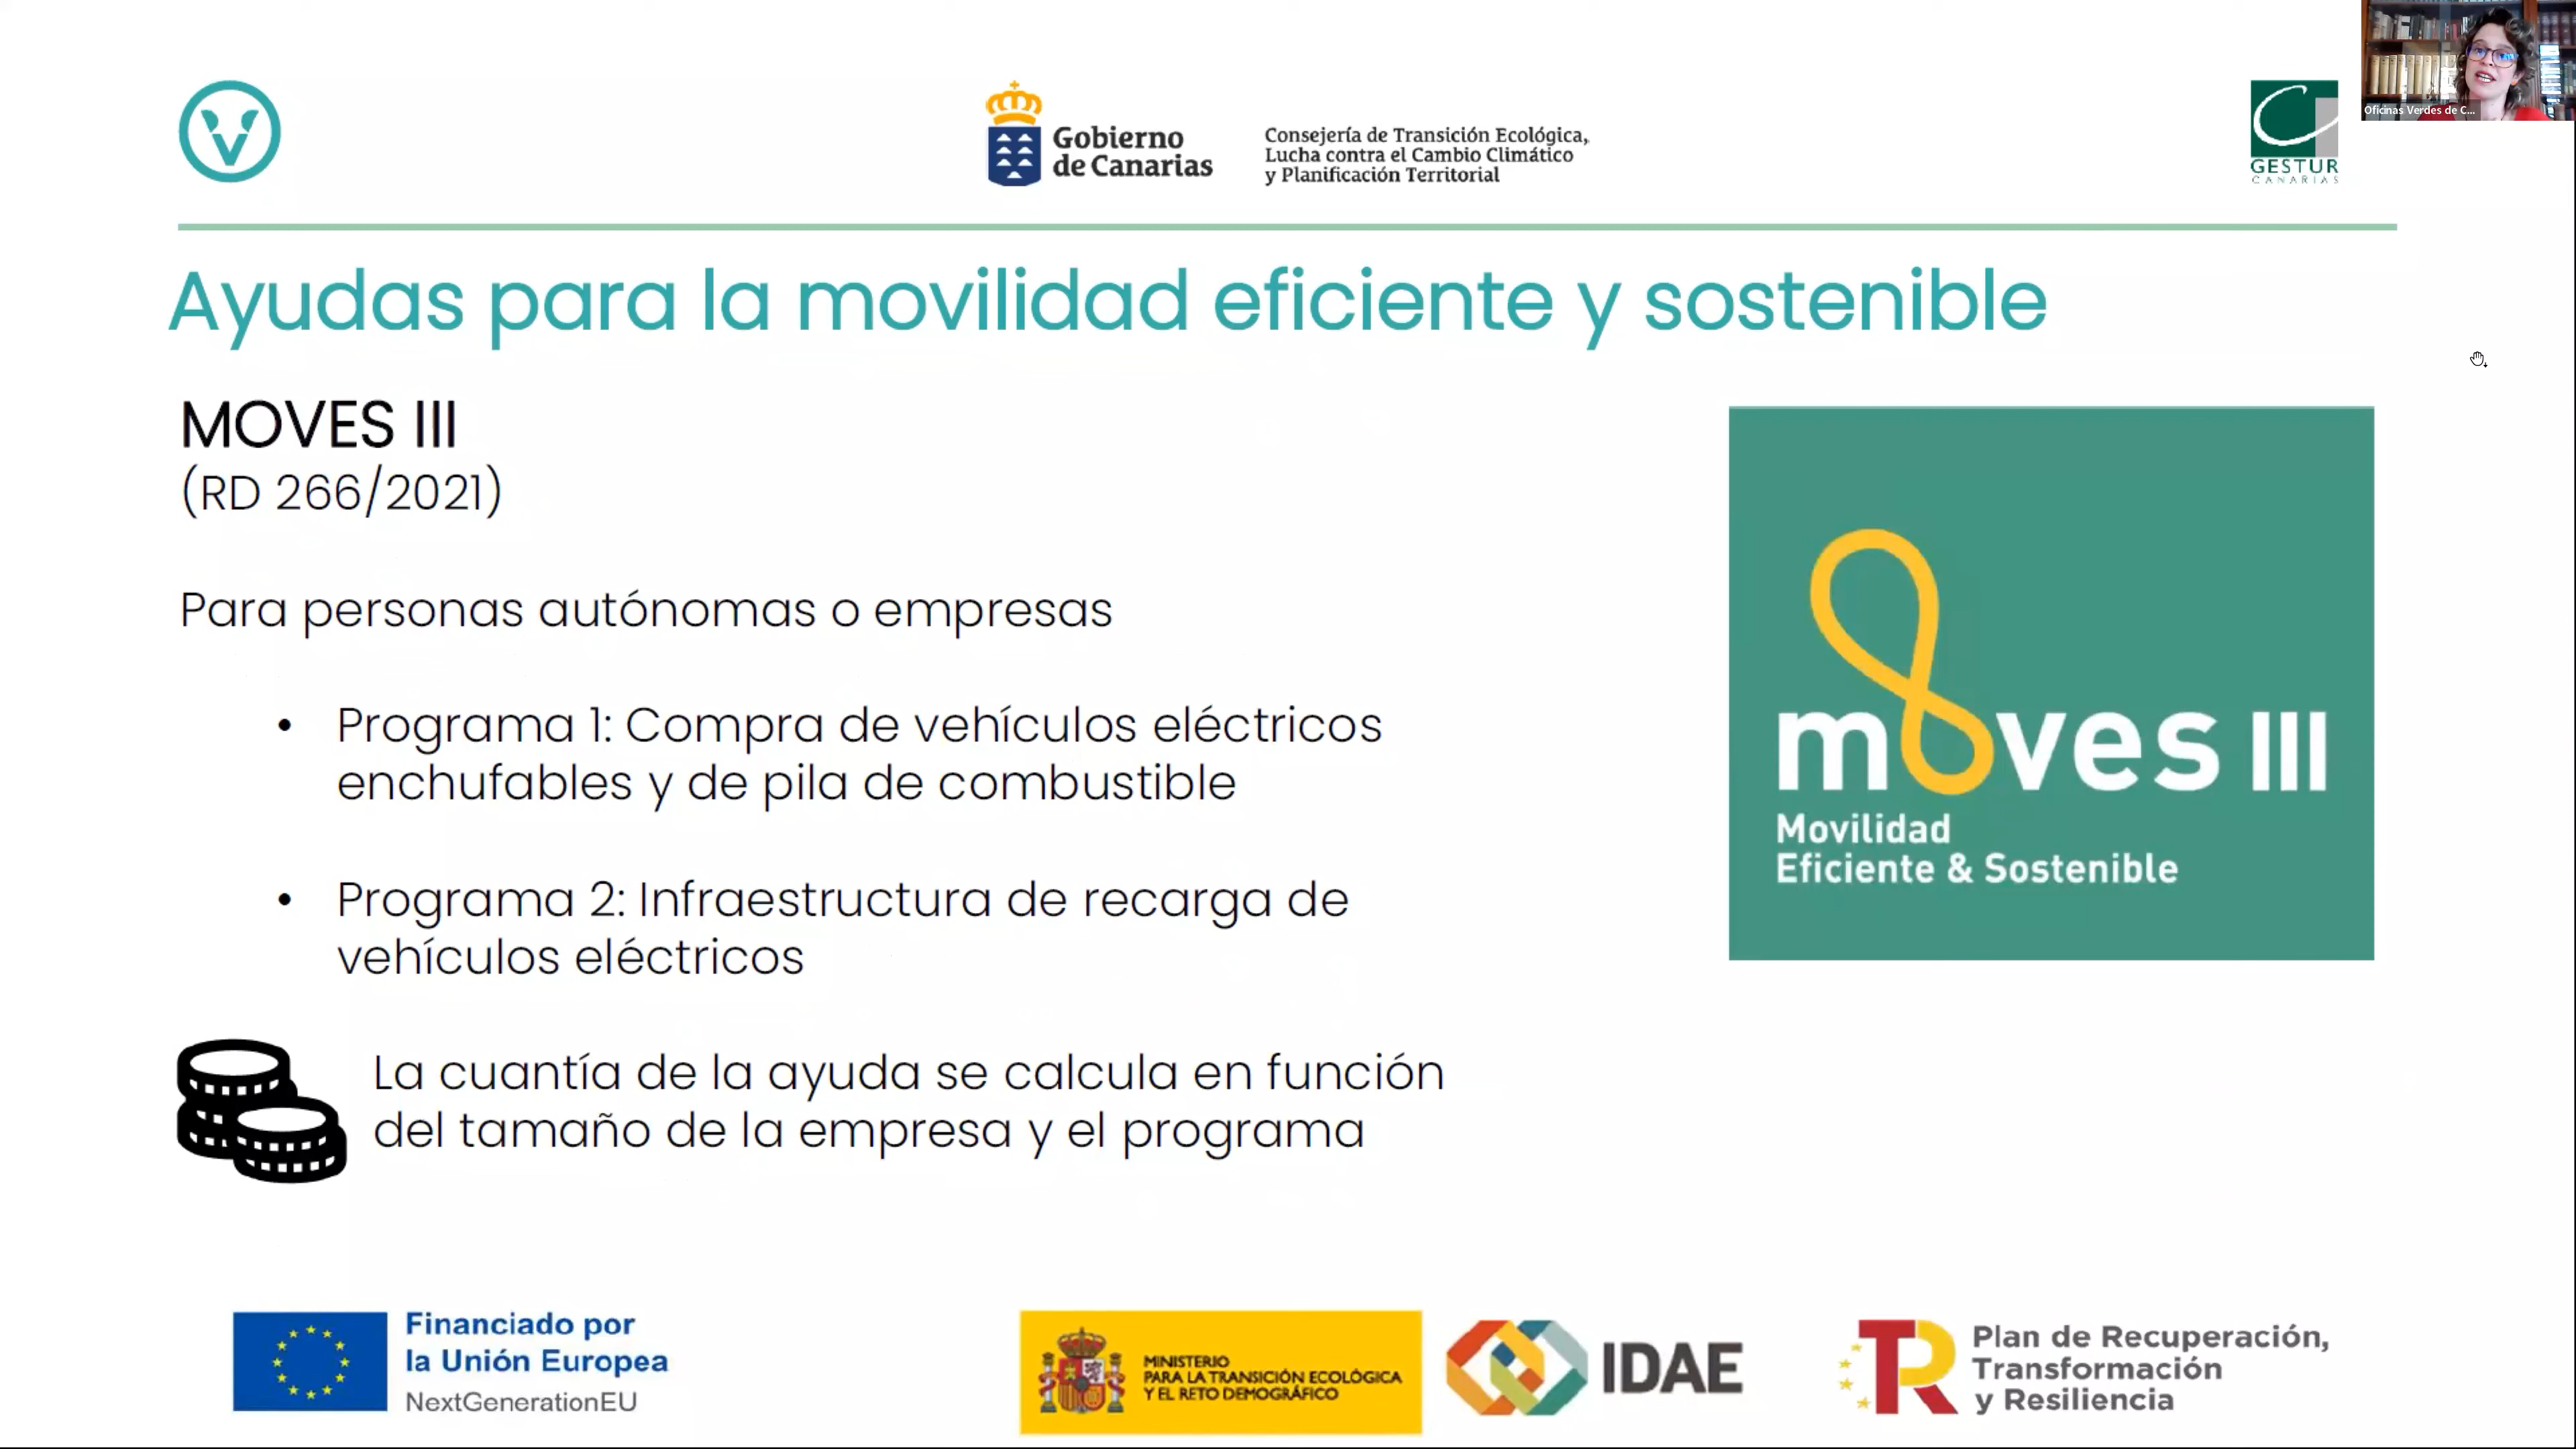 Oficinas Verdes de C...
Gobierno
de Canarias
Consejería de Transición Ecológica,
Lucha contra el Cambio Climático
y Planificación Territorial
GESTUR
CANARIAS
Ayudas para la movilidad eficiente y sostenible
MOVES III
(RD 266/2021)
Para personas autónomas o empresas
• Programa 1: Compra de vehículos eléctricos
enchufables y de pila de combustible
• Programa 2: Infraestructura de recarga de
vehículos eléctricos
La cuantía de la ayuda se calcula en función
del tamaño de la empresa y el programa
moves III
Movilidad
Eficiente & Sostenible
Financiado por
la Unión Europea
NextGenerationEU
MINISTERIO
PARA LA TRANSICIÓN ECOLÓGICA
Y EL RETO DEMOGRÁFICO
IDAE
TR
Plan de Recuperación,
Transformación
y Resiliencia